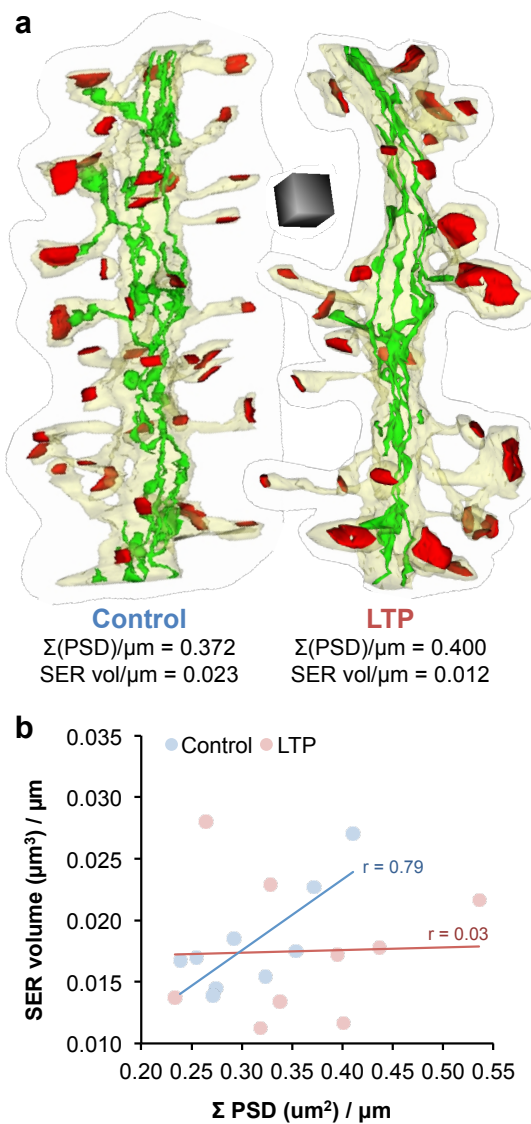 a
Control
Σ(PSD)/μm = 0.372
SER vol/μm = 0.023
LTP
Σ(PSD)/μm = 0.400
SER vol/μm = 0.012
b
0.035
0.030
0.025
0.020
0.015
0.010
SER volume (μm³) / μm
Control
LTP
r = 0.79
r = 0.03
0.20 0.25 0.30 0.35 0.40 0.45 0.50 0.55
Σ PSD (um²) / μm